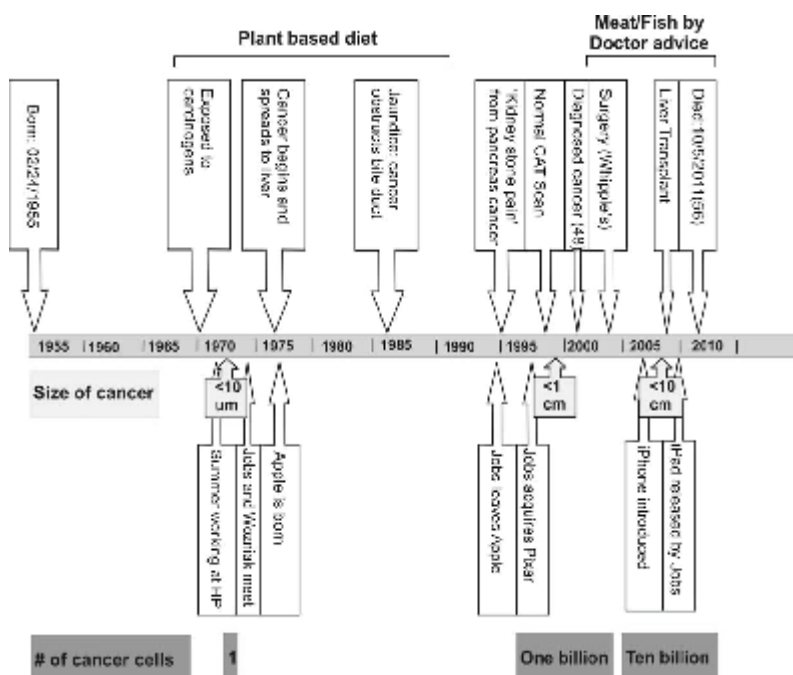 Plant based diet
Meat/Fish by
Doctor advice
Born: 02/24/1955
Exposed to
carcinogens
Cancer begins and
spreads to liver
Jaundice: cancer
obstructs bile duct
'Kidney stone pain'
from pancreas cancer
Normal CAT Scan
Diagnosed cancer (48)
Surgery (Whipple's)
Liver Transplant
Died:10/5/2011(56)
1955 | 1960 | 1965 | 1970 | 1975 | 1980 | 1985 | 1990 | 1995 | 2000 | 2005 | 2010 |
Size of cancer
<10
um
<1
cm
<10
cm
Summer working at HP
Jobs and Wozniak meet
Apple is born
Jobs leaves Apple
Jobs acquires Pixar
iPhone introduced
iPad released by Jobs
# of cancer cells
1
One billion
Ten billion